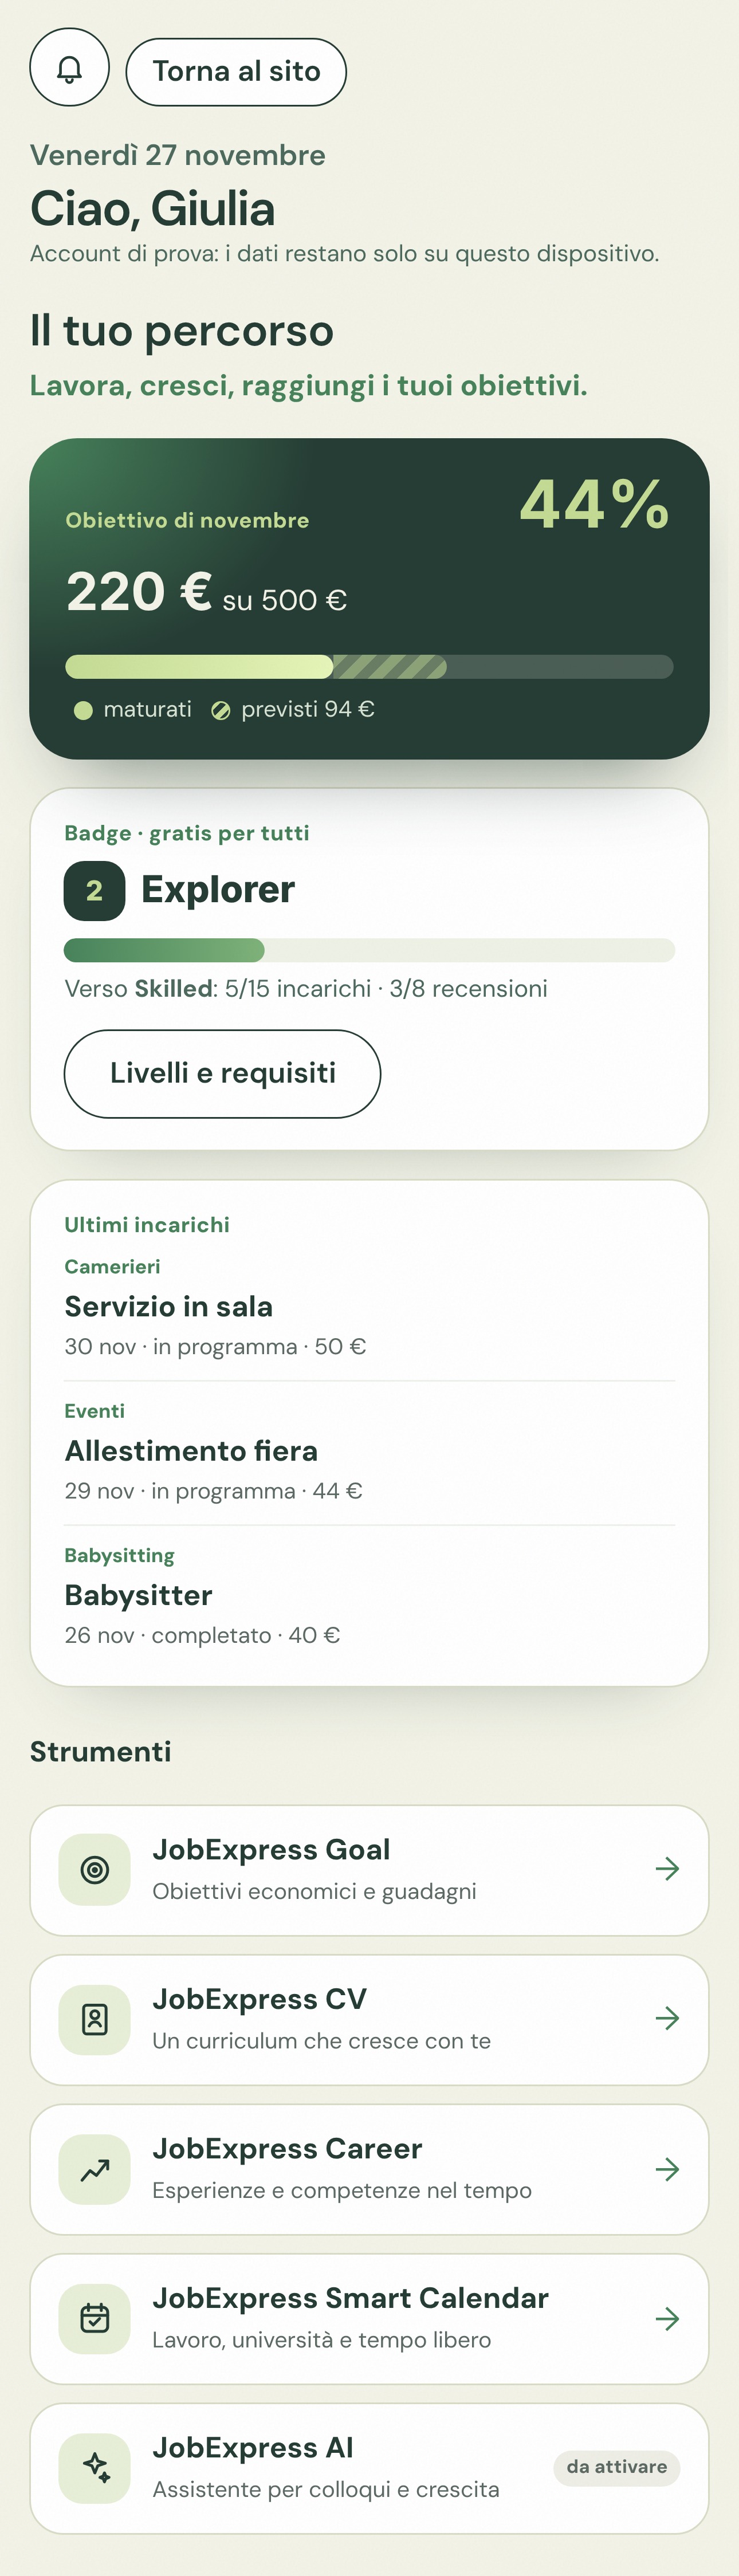 Torna al sito
Venerdì 27 novembre
Ciao, Giulia
Account di prova: i dati restano solo su questo dispositivo.
Il tuo percorso
Lavora, cresci, raggiungi i tuoi obiettivi.
Obiettivo di novembre 44%
220 € su 500 €
maturati previsti 94 €
Badge · gratis per tutti
2 Explorer
Verso Skilled: 5/15 incarichi · 3/8 recensioni
Livelli e requisiti
Ultimi incarichi
Camerieri
Servizio in sala
30 nov · in programma · 50 €
Eventi
Allestimento fiera
29 nov · in programma · 44 €
Babysitting
Babysitter
26 nov · completato · 40 €
Strumenti
JobExpress Goal
Obiettivi economici e guadagni
JobExpress CV
Un curriculum che cresce con te
JobExpress Career
Esperienze e competenze nel tempo
JobExpress Smart Calendar
Lavoro, università e tempo libero
JobExpress AI
Assistente per colloqui e crescita
da attivare